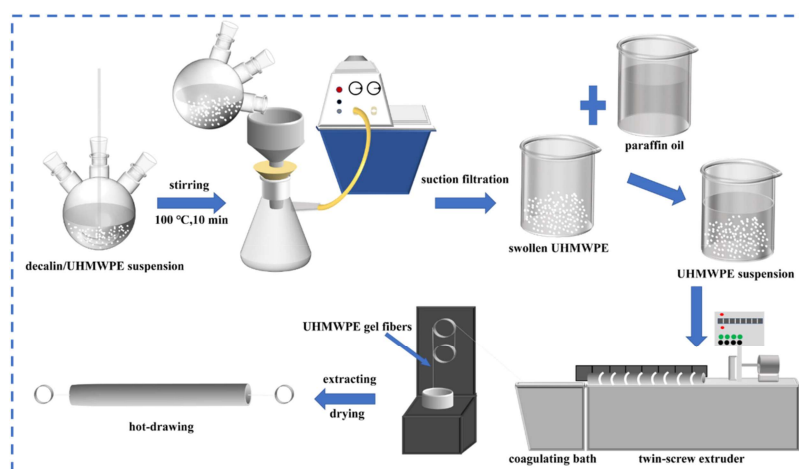 decalin/UHMWPE suspension
stirring
100 ℃,10 min
suction filtration
swollen UHMWPE
paraffin oil
UHMWPE suspension
twin-screw extruder
coagulating bath
UHMWPE gel fibers
extracting
drying
hot-drawing